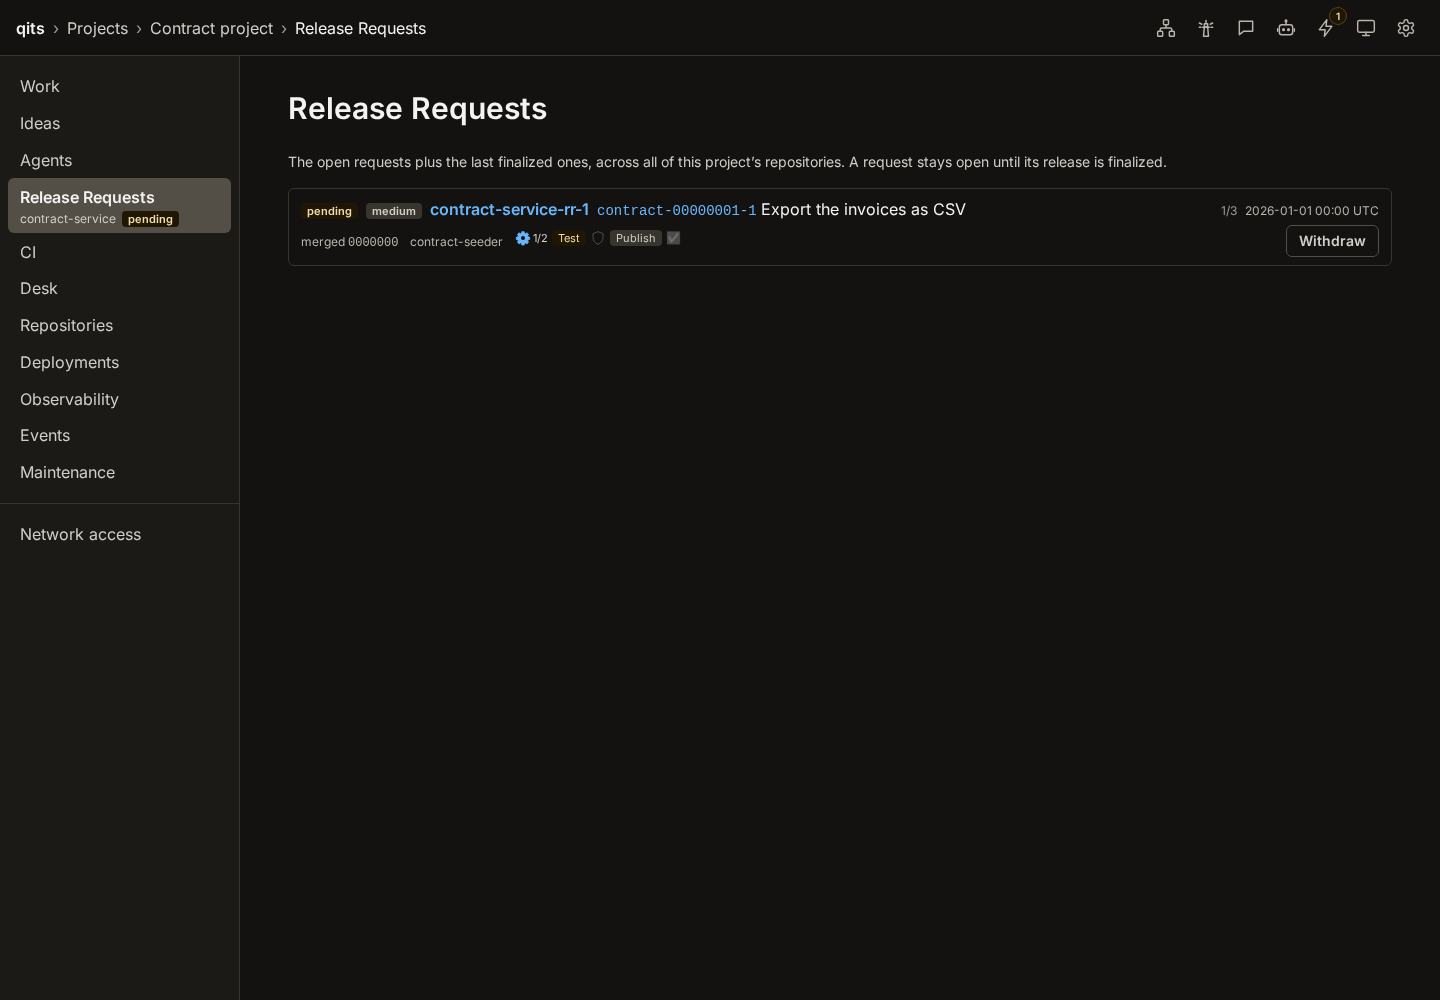 qits › Projects › Contract project › Release Requests
1
Work
Ideas
Agents
Release Requests
contract-service pending
CI
Desk
Repositories
Deployments
Observability
Events
Maintenance
Network access
Release Requests
The open requests plus the last finalized ones, across all of this project’s repositories. A request stays open until its release is finalized.
pending medium contract-service-rr-1 contract-00000001-1 Export the invoices as CSV 1/3 2026-01-01 00:00 UTC
merged 0000000 contract-seeder 1/2 Test Publish Withdraw